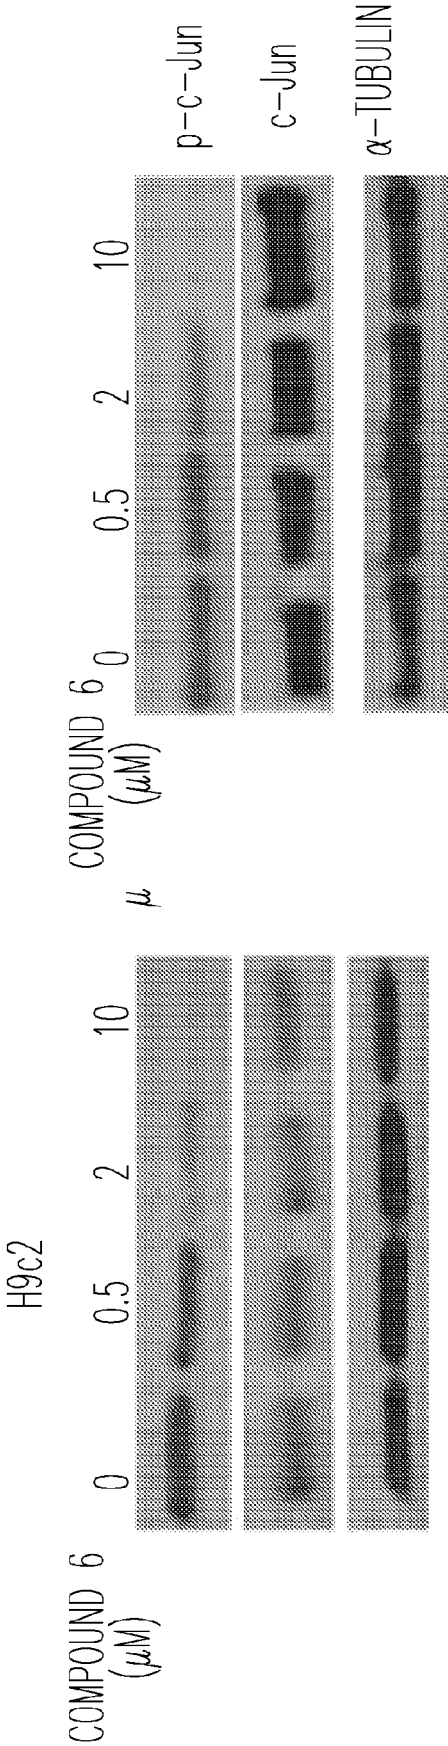 H9c2
COMPOUND 6
(μM)
0 0.5 2 10
μ
COMPOUND 6
(μM)
0 0.5 2 10
p-c-Jun
c-Jun
α-TUBULIN